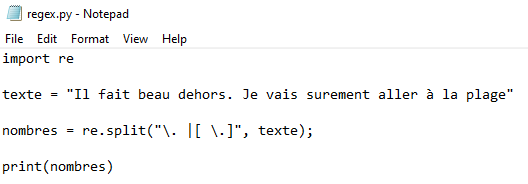 regex.py - Notepad
File Edit Format View Help
import re
texte = "Il fait beau dehors. Je vais surement aller à la plage"
nombres = re.split("\. |[ \.]", texte);
print(nombres)